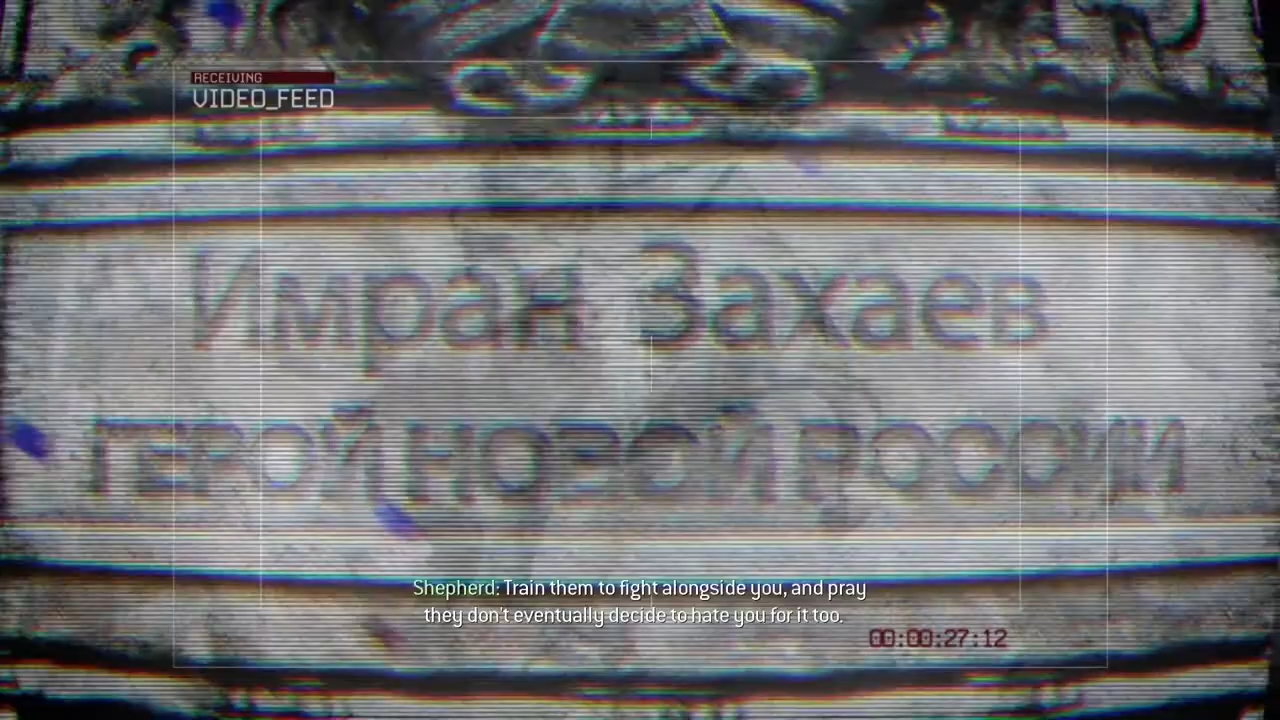 RECEIVING
VIDEO_FEED
Имран Захаев
ГЕРОЙ НОВОЙ РОССИИ
Shepherd: Train them to fight alongside you, and pray
they don't eventually decide to hate you for it too.
00:00:27:12